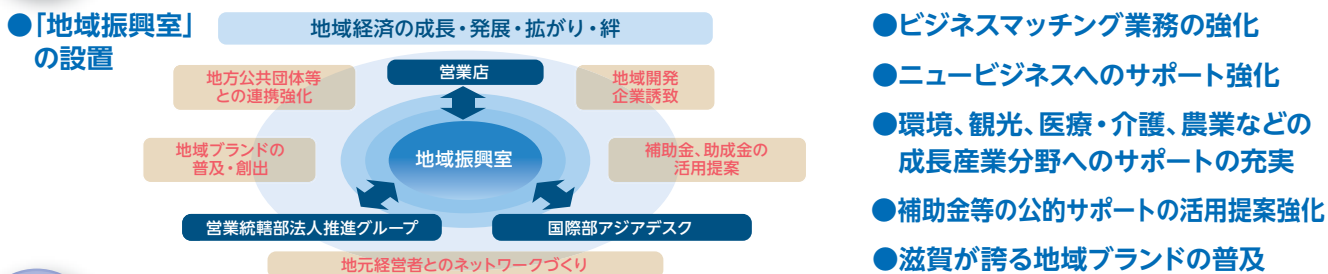 ●「地域振興室」
の設置
地域経済の成長・発展・拡がり・絆
営業店
地方公共団体等
との連携強化
地域開発
企業誘致
地域ブランドの
普及・創出
地域振興室
補助金、助成金の
活用提案
営業統轄部法人推進グループ
国際部アジアデスク
地元経営者とのネットワークづくり
●ビジネスマッチング業務の強化
●ニュービジネスへのサポート強化
●環境、観光、医療・介護、農業などの
成長産業分野へのサポートの充実
●補助金等の公的サポートの活用提案強化
●滋賀が誇る地域ブランドの普及